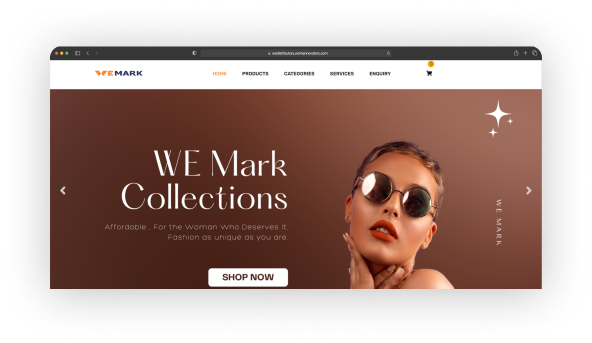 WEMARK
HOME PRODUCTS CATEGORIES SERVICES ENQUIRY
WE Mark
Collections
Affordable , For the Woman Who Deserves It.
Fashion as unique as you are.
SHOP NOW
WE MARK